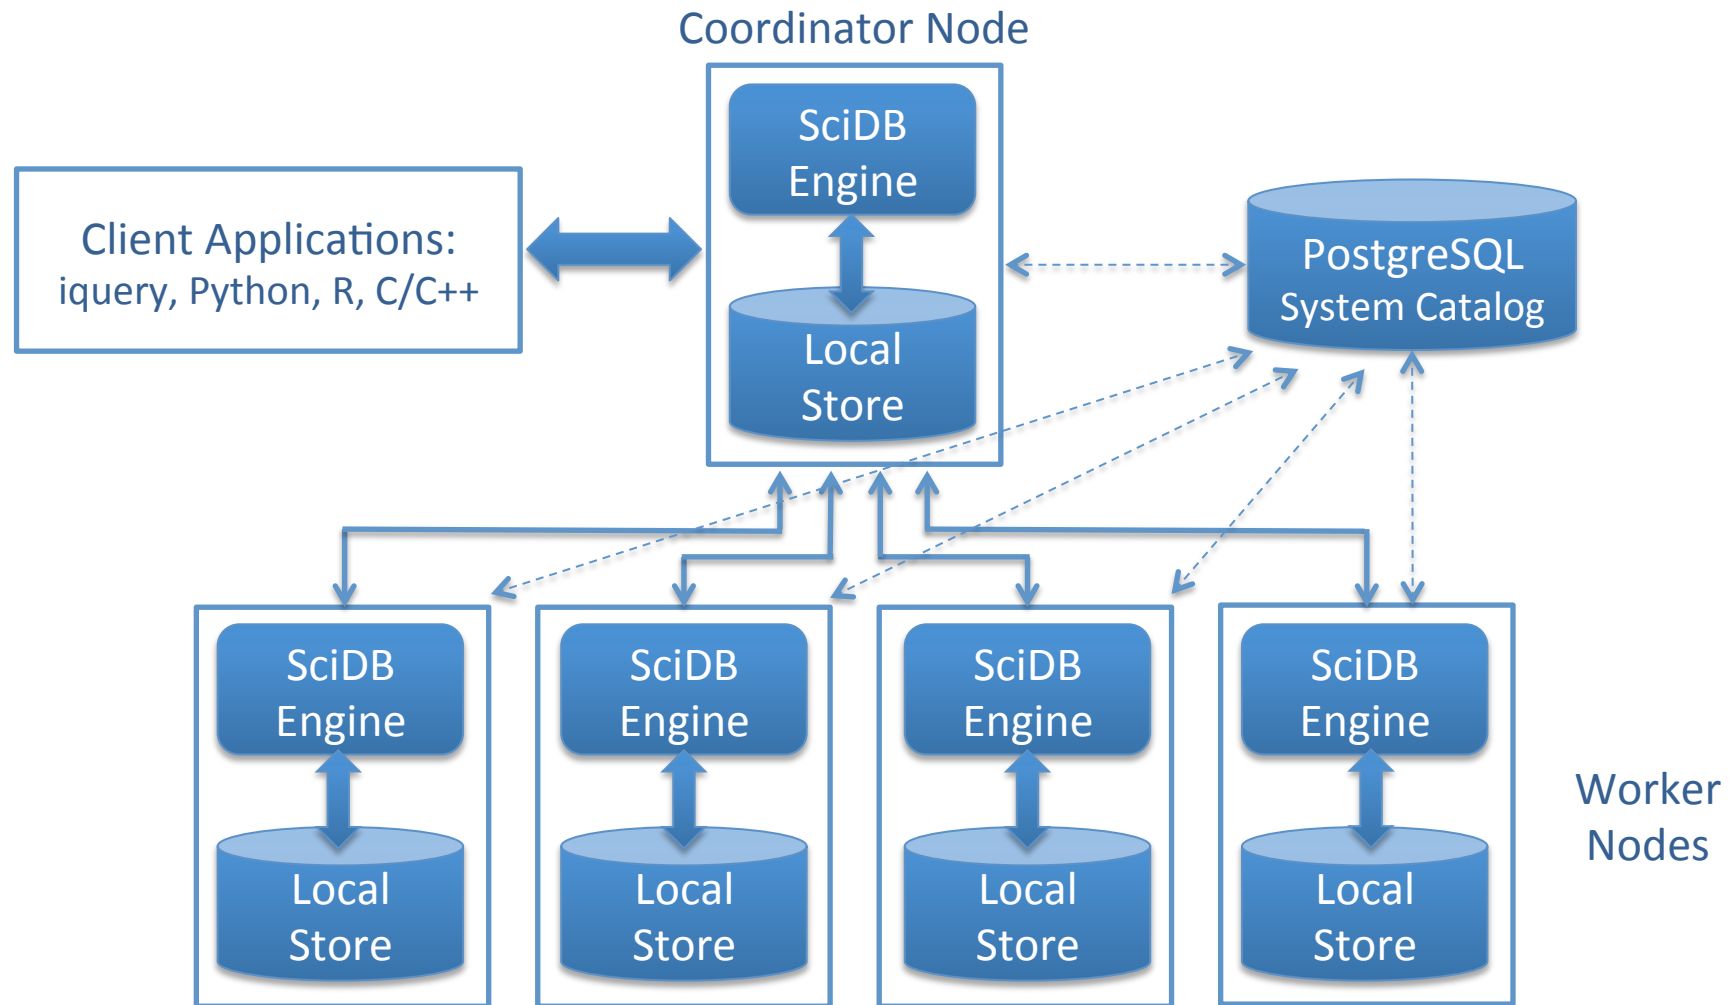 Coordinator Node
SciDB
Engine
Local
Store
Client Applications:
iquery, Python, R, C/C++
PostgreSQL
System Catalog
SciDB
Engine
Local
Store
SciDB
Engine
Local
Store
SciDB
Engine
Local
Store
SciDB
Engine
Local
Store
Worker
Nodes